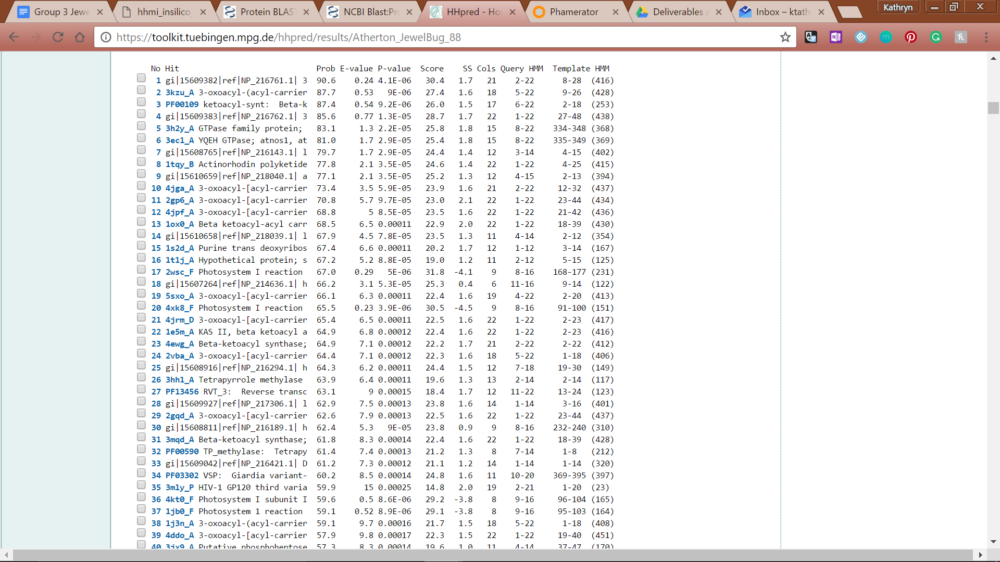 Group 3 Jewe
hhmi_insilico_
Protein BLAS
NCBI Blast:Pr
HHpred - Ho
Phamerator
Deliverables a
Inbox – ktath
Kathryn
https://toolkit.tuebingen.mpg.de/hhpred/results/Atherton_JewelBug_88
No Hit Prob E-value P-value Score SS Cols Query HMM Template HMM
1 gi|15609382|ref|NP_216761.1| 3 90.6 0.24 4.1E-06 30.4 1.7 21 2-22 8-28 (416)
2 3kzu_A 3-oxoacyl-(acyl-carrier 87.7 0.53 9E-06 27.4 1.6 18 5-22 9-26 (428)
3 PF00109 ketoacyl-synt: Beta-k 87.4 0.54 9.2E-06 26.0 1.5 17 6-22 2-18 (253)
4 gi|15609383|ref|NP_216762.1| 3 85.6 0.77 1.3E-05 28.7 1.7 22 1-22 27-48 (438)
5 3h2y_A GTPase family protein; 83.1 1.3 2.2E-05 25.8 1.8 15 8-22 334-348 (368)
6 3ec1_A YQEH GTPase; atnos1, at 81.0 1.7 2.9E-05 25.4 1.8 15 8-22 335-349 (369)
7 gi|15608765|ref|NP_216143.1| l 79.7 1.7 2.9E-05 24.4 1.4 12 3-14 4-15 (402)
8 1tqy_B Actinorhodin polyketide 77.8 2.1 3.5E-05 24.6 1.4 22 1-22 4-25 (415)
9 gi|15610659|ref|NP_218040.1| a 77.1 2.1 3.5E-05 25.2 1.3 12 4-15 2-13 (394)
10 4jga_A 3-oxoacyl-[acyl-carrier 73.4 3.5 5.9E-05 23.9 1.6 21 2-22 12-32 (437)
11 2gp6_A 3-oxoacyl-[acyl-carrier 70.8 5.7 9.7E-05 23.0 2.1 22 1-22 23-44 (434)
12 4jpf_A 3-oxoacyl-[acyl-carrier 68.8 5 8.5E-05 23.5 1.6 22 1-22 21-42 (436)
13 1ox0_A Beta ketoacyl-acyl carr 68.5 6.5 0.00011 22.9 2.0 22 1-22 18-39 (430)
14 gi|15610658|ref|NP_218039.1| l 67.9 4.5 7.8E-05 23.5 1.3 11 4-14 2-12 (354)
15 1s2d_A Purine trans deoxyribos 67.4 6.6 0.00011 20.2 1.7 12 1-12 3-14 (167)
16 1t1j_A Hypothetical protein; s 67.2 5.2 8.8E-05 19.0 1.2 11 2-12 5-15 (125)
17 2wsc_F Photosystem I reaction 67.0 0.29 5E-06 31.8 -4.1 9 8-16 168-177 (231)
18 gi|15607264|ref|NP_214636.1| h 66.2 3.1 5.3E-05 25.3 0.4 6 11-16 9-14 (122)
19 5sxo_A 3-oxoacyl-[acyl-carrier 66.1 6.3 0.00011 22.4 1.6 19 4-22 2-20 (413)
20 4xk8_F Photosystem I reaction 65.5 0.23 3.9E-06 30.5 -4.5 9 8-16 91-100 (151)
21 4jrm_D 3-oxoacyl-[acyl-carrier 65.4 6.5 0.00011 22.5 1.6 22 1-22 2-23 (417)
22 1e5m_A KAS II, beta ketoacyl a 64.9 6.8 0.00012 22.4 1.6 22 1-22 2-23 (416)
23 4ewg_A Beta-ketoacyl synthase; 64.9 7.1 0.00012 22.2 1.7 21 2-22 2-22 (412)
24 2vba_A 3-oxoacyl-[acyl-carrier 64.4 7.1 0.00012 22.3 1.6 18 5-22 1-18 (406)
25 gi|15608916|ref|NP_216294.1| h 64.3 6.2 0.00011 24.4 1.5 12 7-18 19-30 (149)
26 3hh1_A Tetrapyrrole methylase 63.9 6.4 0.00011 19.6 1.3 13 2-14 2-14 (117)
27 PF13456 RVT_3: Reverse transc 63.1 9 0.00015 18.4 1.7 12 11-22 13-24 (123)
28 gi|15609927|ref|NP_217306.1| l 62.9 7.5 0.00013 23.8 1.6 14 1-14 3-16 (401)
29 2gqd_A 3-oxoacyl-[acyl-carrier 62.6 7.9 0.00013 22.5 1.6 22 1-22 23-44 (437)
30 gi|15608811|ref|NP_216189.1| h 62.4 5.3 9E-05 23.8 0.9 9 8-16 232-240 (310)
31 3mqd_A Beta-ketoacyl synthase; 61.8 8.3 0.00014 22.4 1.6 22 1-22 18-39 (428)
32 PF00590 TP_methylase: Tetrapy 61.4 7.4 0.00013 21.2 1.3 8 7-14 1-8 (212)
33 gi|15609042|ref|NP_216421.1| D 61.2 7.3 0.00012 21.1 1.2 14 1-14 1-14 (320)
34 PF03302 VSP: Giardia variant- 60.2 8.5 0.00014 24.8 1.6 11 10-20 369-395 (397)
35 3mly_P HIV-1 GP120 third varia 59.9 15 0.00025 14.8 2.0 19 2-21 1-20 (23)
36 4kt0_F Photosystem I subunit I 59.6 0.5 8.6E-06 29.2 -3.8 8 9-16 96-104 (165)
37 1jb0_F Photosystem 1 reaction 59.1 0.52 8.9E-06 29.1 -3.8 8 9-16 95-103 (164)
38 1j3n_A 3-oxoacyl-(acyl-carrier 59.1 9.7 0.00016 21.7 1.5 18 5-22 1-18 (408)
39 4ddo_A 3-oxoacyl-[acyl-carrier 57.9 9.8 0.00017 22.3 1.5 22 1-22 19-40 (451)
40 3jx9_A Putative phosphoheptose 57.3 8.3 0.00014 19.6 1.0 11 4-14 37-47 (170)